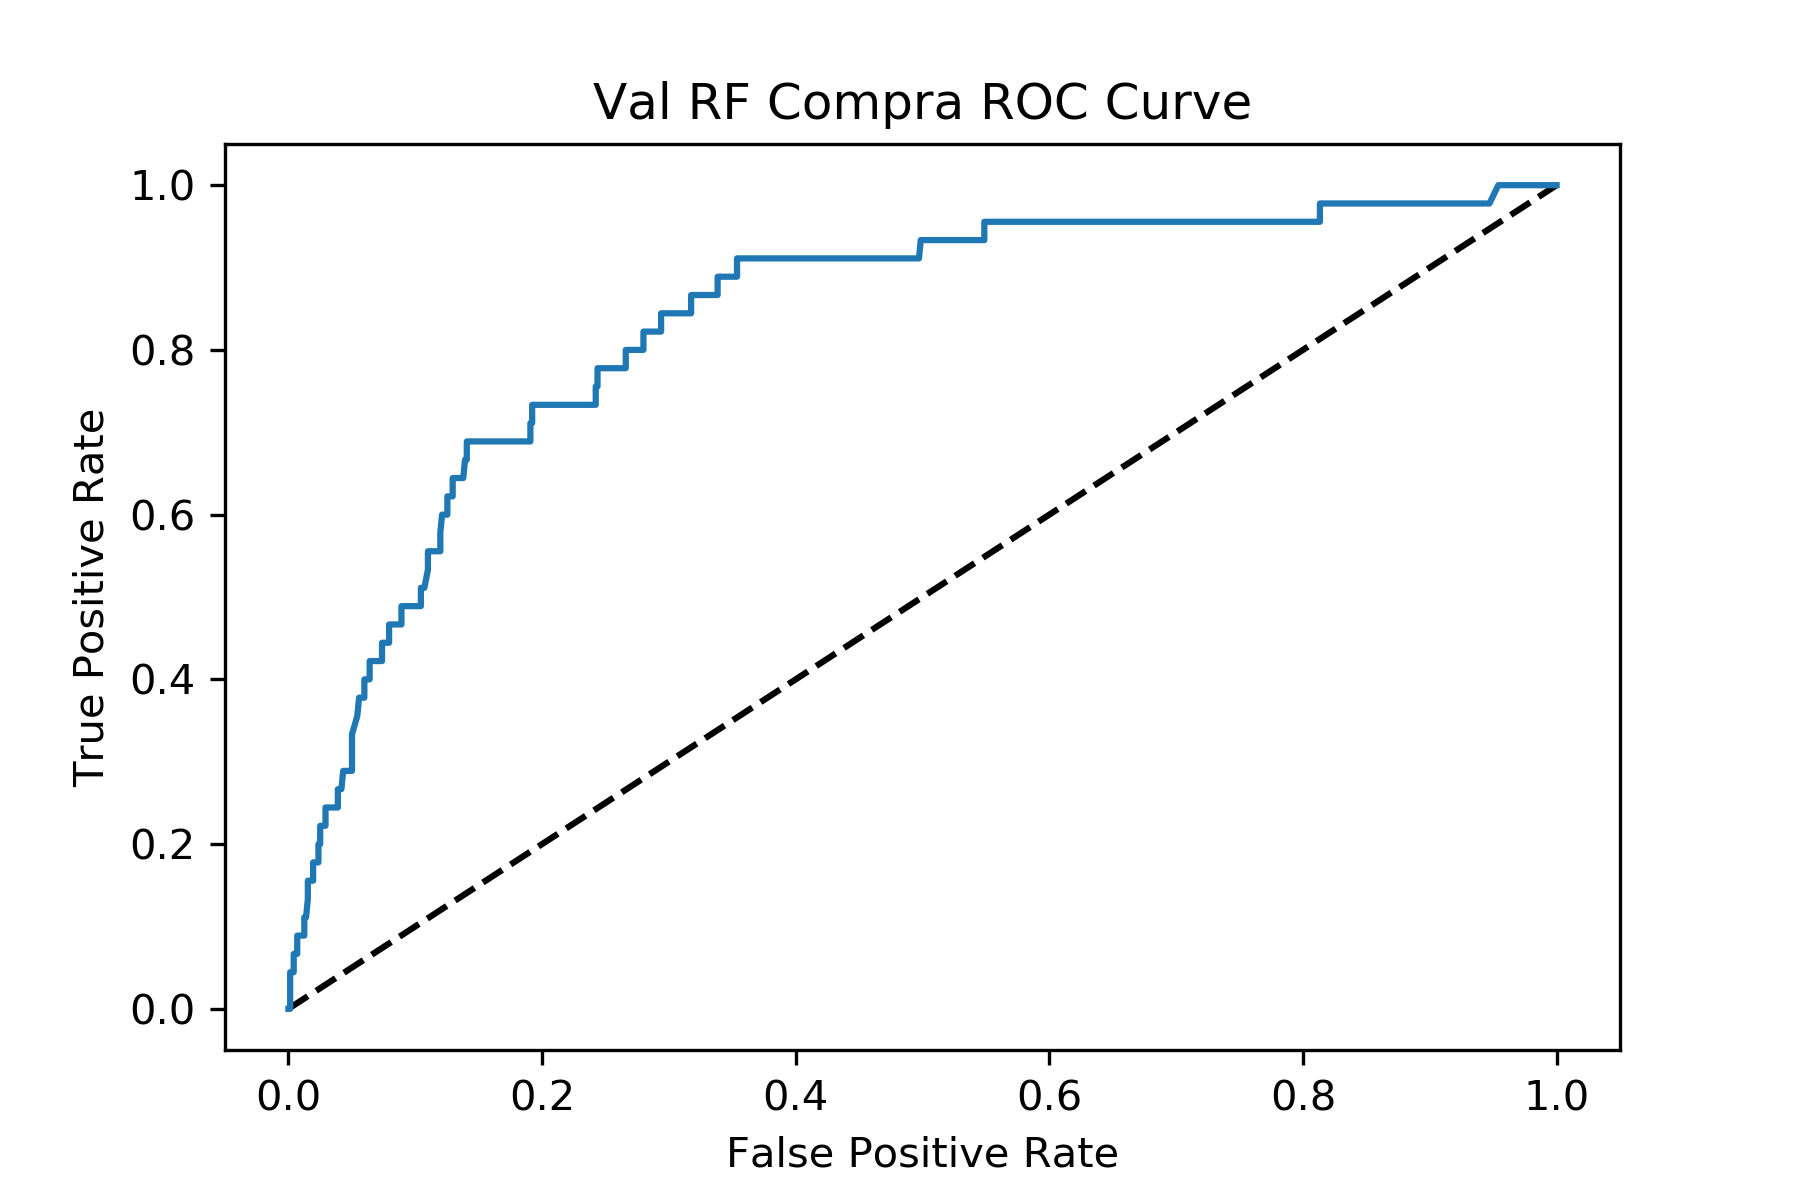 Val RF Compra ROC Curve
1.0
0.8
0.6
0.4
0.2
0.0
True Positive Rate
0.0 0.2 0.4 0.6 0.8 1.0
False Positive Rate